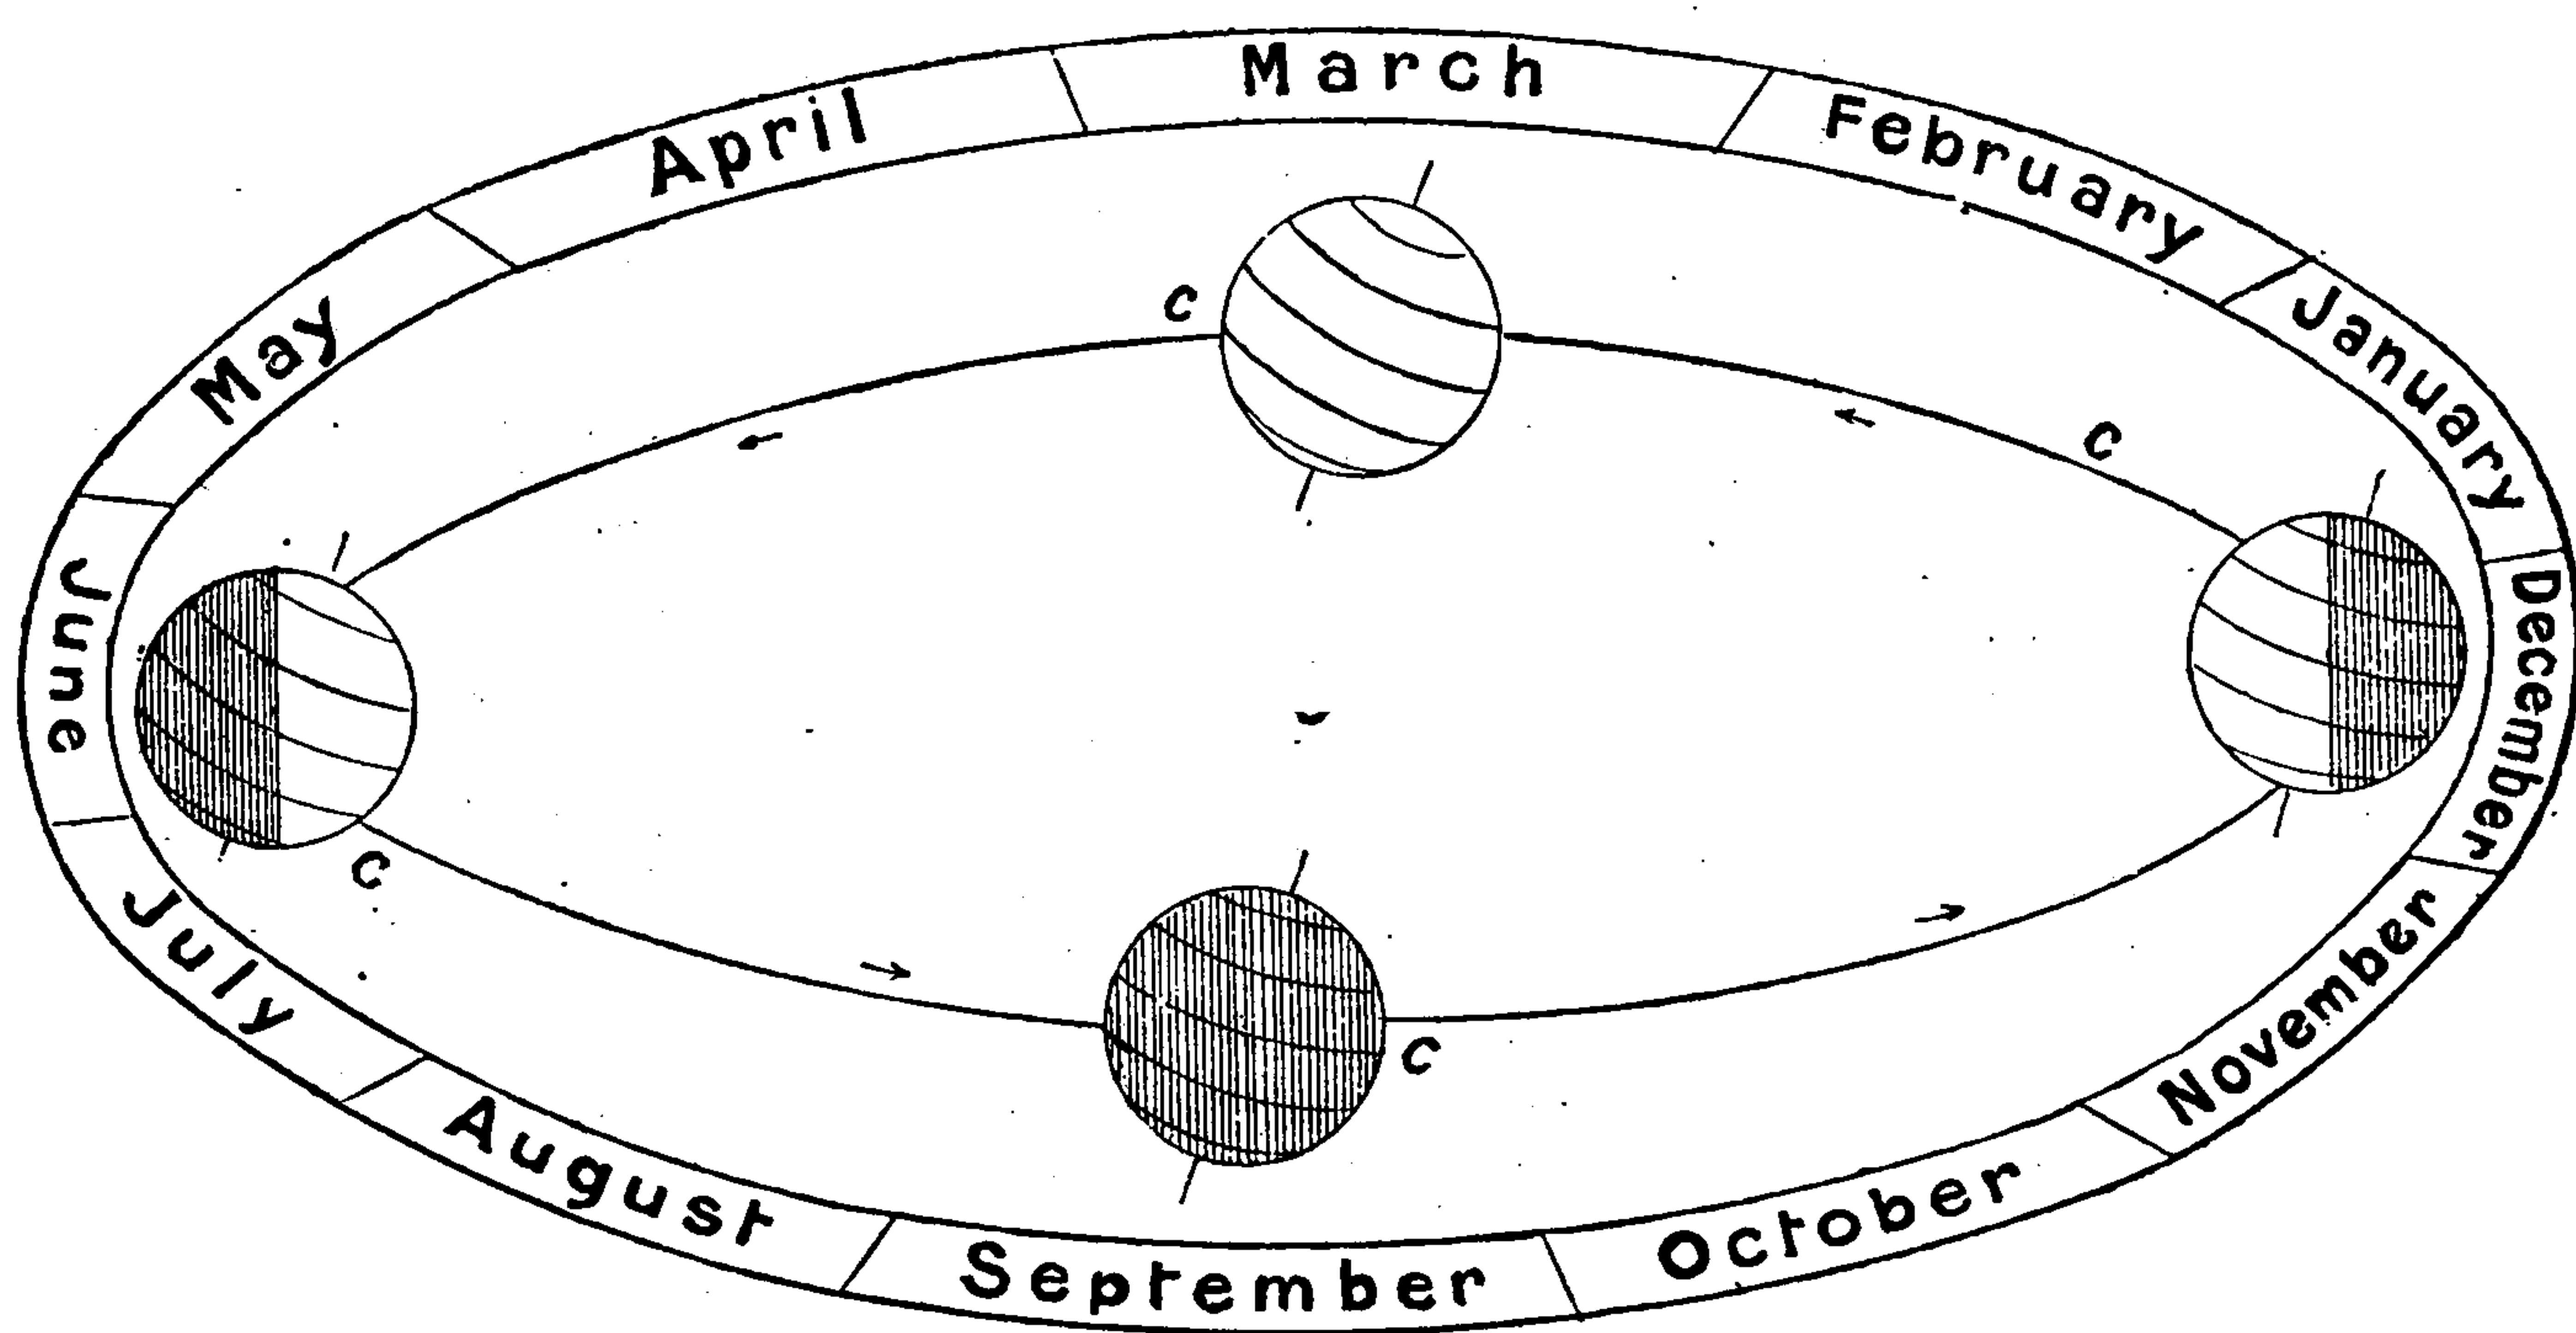 March
February
January
December
November
October
September
August
July
June
May
April
C
C
C
C